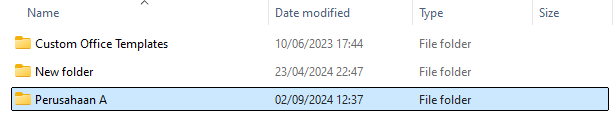 Name Date modified Type Size
Custom Office Templates 10/06/2023 17:44 File folder
New folder 23/04/2024 22:47 File folder
Perusahaan A 02/09/2024 12:37 File folder